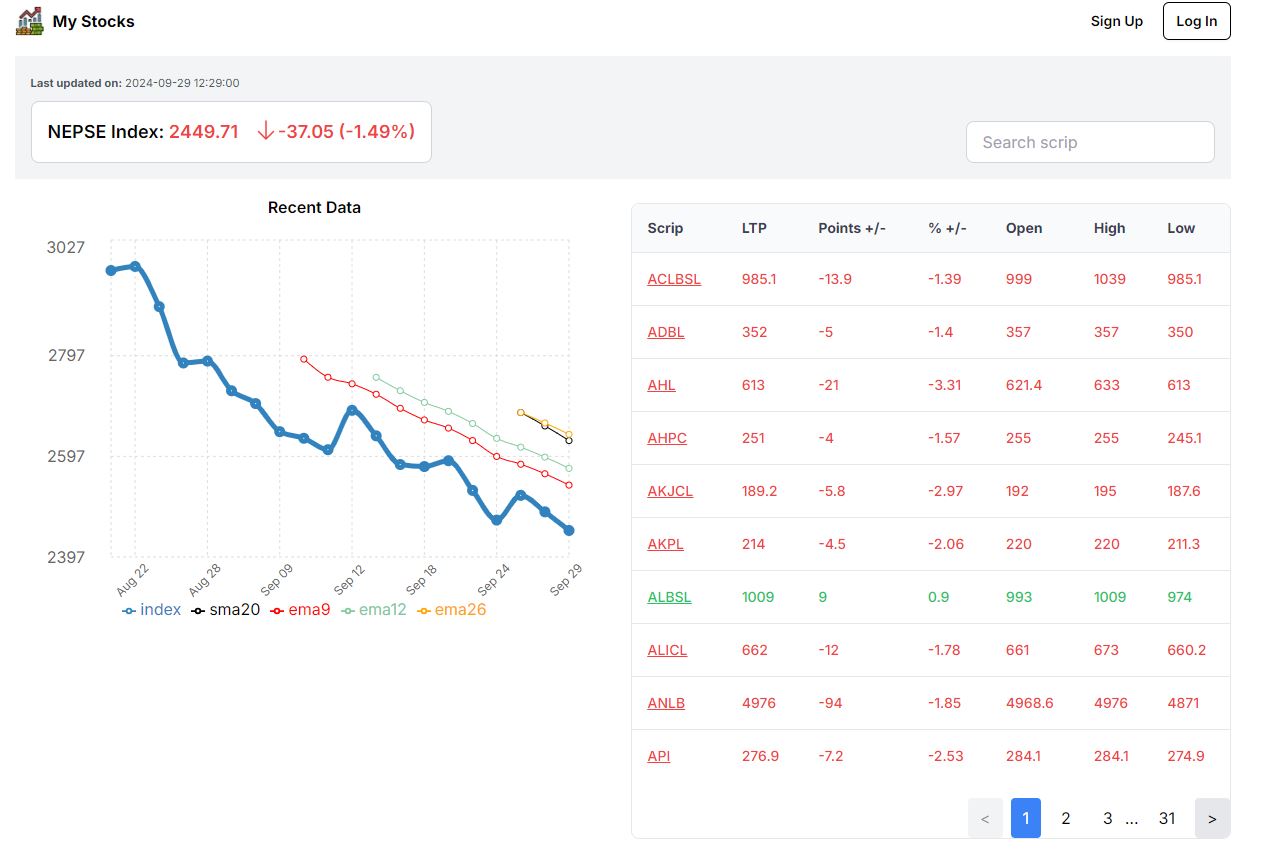 My Stocks
Sign Up
Log In
Last updated on: 2024-09-29 12:29:00
NEPSE Index: 2449.71 ↓ -37.05 (-1.49%)
Search scrip
Recent Data
3027
2797
2597
2397
Aug 22
Aug 28
Sep 09
Sep 12
Sep 18
Sep 24
Sep 29
index sma20 ema9 ema12 ema26
Scrip LTP Points +/- % +/- Open High Low
ACLBSL 985.1 -13.9 -1.39 999 1039 985.1
ADBL 352 -5 -1.4 357 357 350
AHL 613 -21 -3.31 621.4 633 613
AHPC 251 -4 -1.57 255 255 245.1
AKJCL 189.2 -5.8 -2.97 192 195 187.6
AKPL 214 -4.5 -2.06 220 220 211.3
ALBSL 1009 9 0.9 993 1009 974
ALICL 662 -12 -1.78 661 673 660.2
ANLB 4976 -94 -1.85 4968.6 4976 4871
API 276.9 -7.2 -2.53 284.1 284.1 274.9
< 1 2 3 ... 31 >